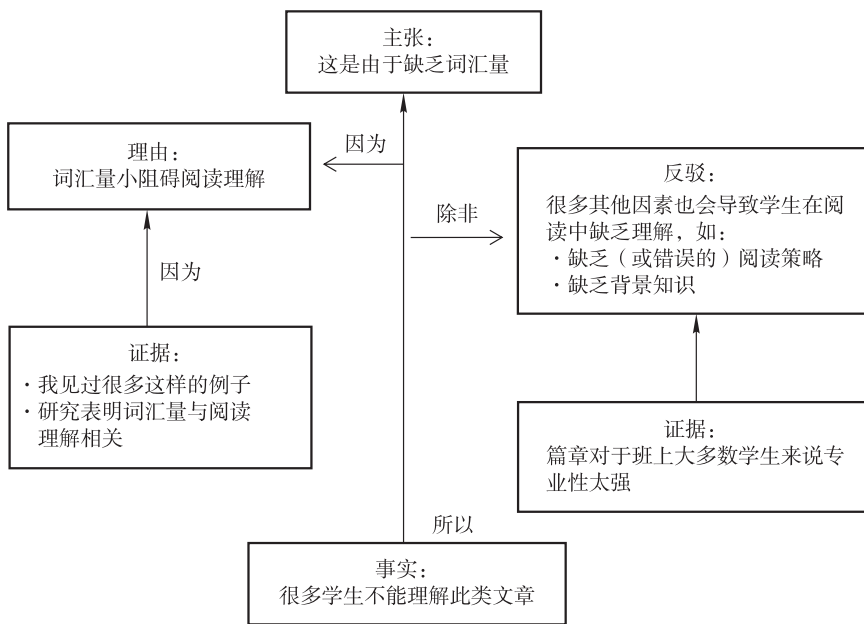 主张：
这是由于缺乏词汇量
因为
理由：
词汇量小阻碍阅读理解
除非
反驳：
很多其他因素也会导致学生在阅
读中缺乏理解，如：
·缺乏（或错误的）阅读策略
·缺乏背景知识
因为
证据：
·我见过很多这样的例子
·研究表明词汇量与阅读
理解相关
证据：
篇章对于班上大多数学生来说专
业性太强
所以
事实：
很多学生不能理解此类文章